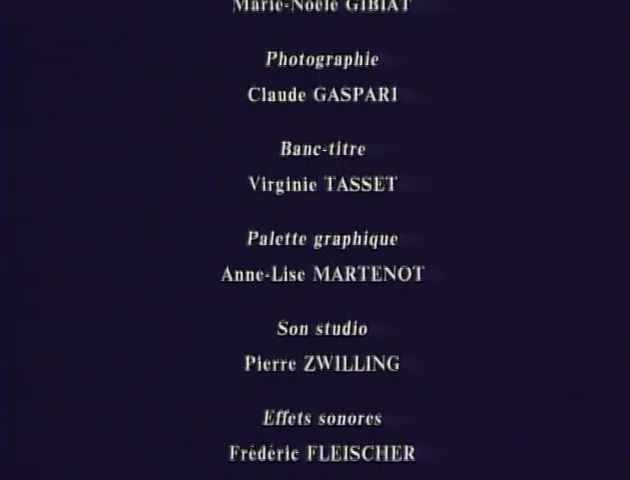 Marie-Noële GIBIAT
Photographie
Claude GASPARI
Banc-titre
Virginie TASSET
Palette graphique
Anne-Lise MARTENOT
Son studio
Pierre ZWILLING
Effets sonores
Frédéric FLEISCHER